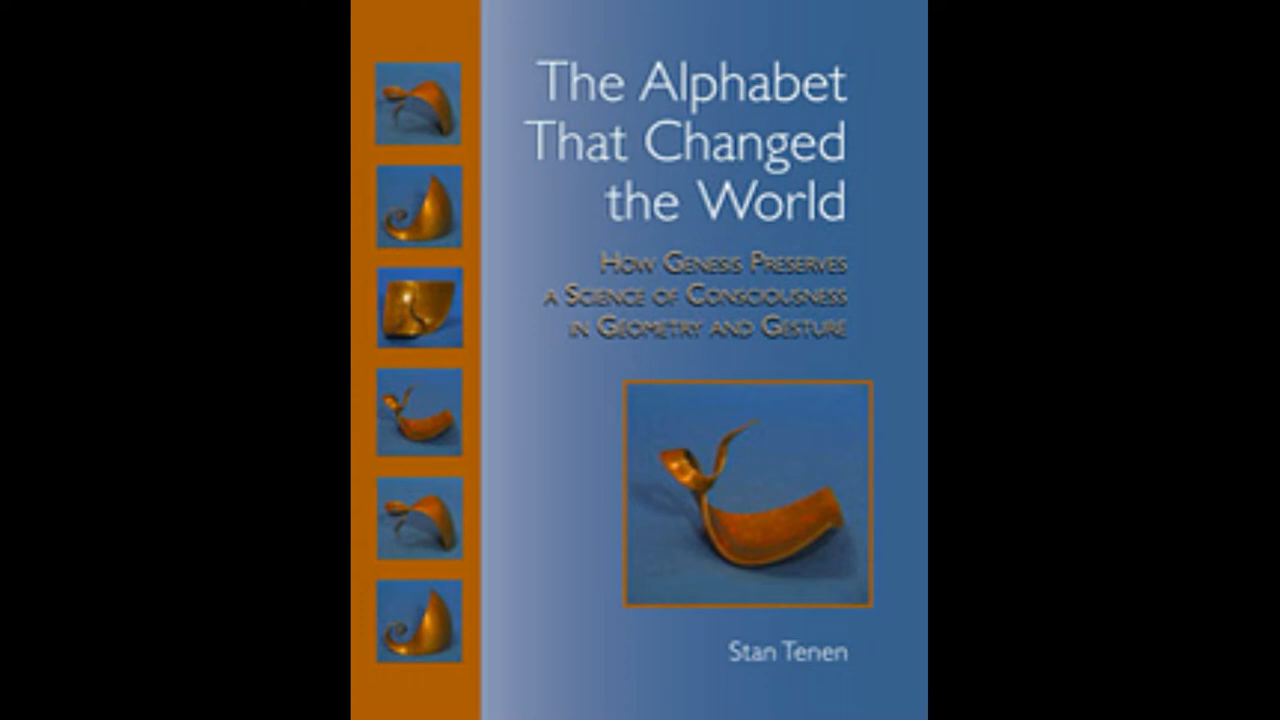 The Alphabet
That Changed
the World
How Genesis Preserves
a Science of Consciousness
in Geometry and Gesture
Stan Tenen